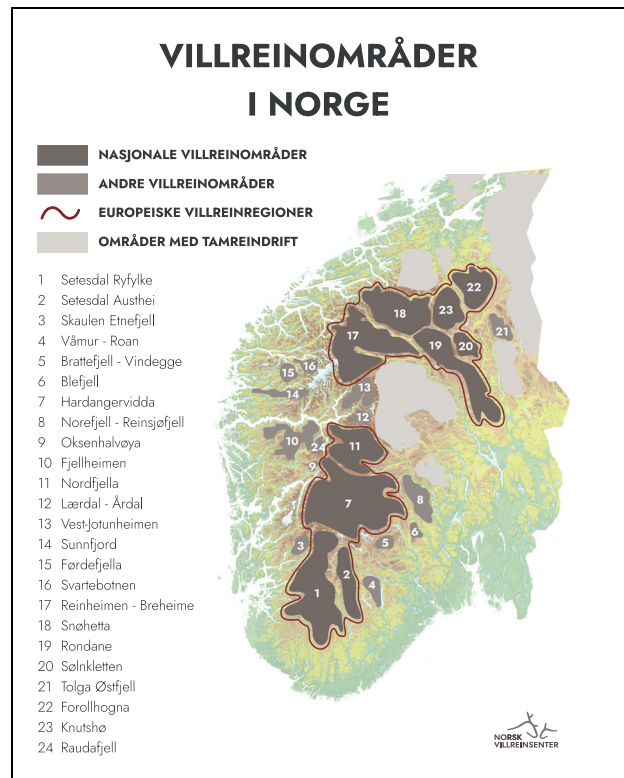 VILLREINOMRÅDER
I NORGE
NASJONALE VILLREINOMRÅDER
ANDRE VILLREINOMRÅDER
EUROPEISKE VILLREINREGIONER
OMRÅDER MED TAMREINDRIFT
1 Setesdal Ryfylke
2 Setesdal Austhei
3 Skaulen Etnefjell
4 Våmur - Roan
5 Brattefjell - Vindegge
6 Blefjell
7 Hardangervidda
8 Norefjell - Reinsjøfjell
9 Oksenhalvøya
10 Fjellheimen
11 Nordfjella
12 Lærdal - Årdal
13 Vest-Jotunheimen
14 Sunnfjord
15 Førdefjella
16 Svartebotnen
17 Reinheimen - Breheime
18 Snøhetta
19 Rondane
20 Sølnkletten
21 Tolga Østfjell
22 Forollhogna
23 Knutshø
24 Raudafjell
22
18
23
21
17
19
20
16
15
13
14
12
10
24
11
9
8
7
6
5
3
2
4
1
NORSK
VILLREINSENTER